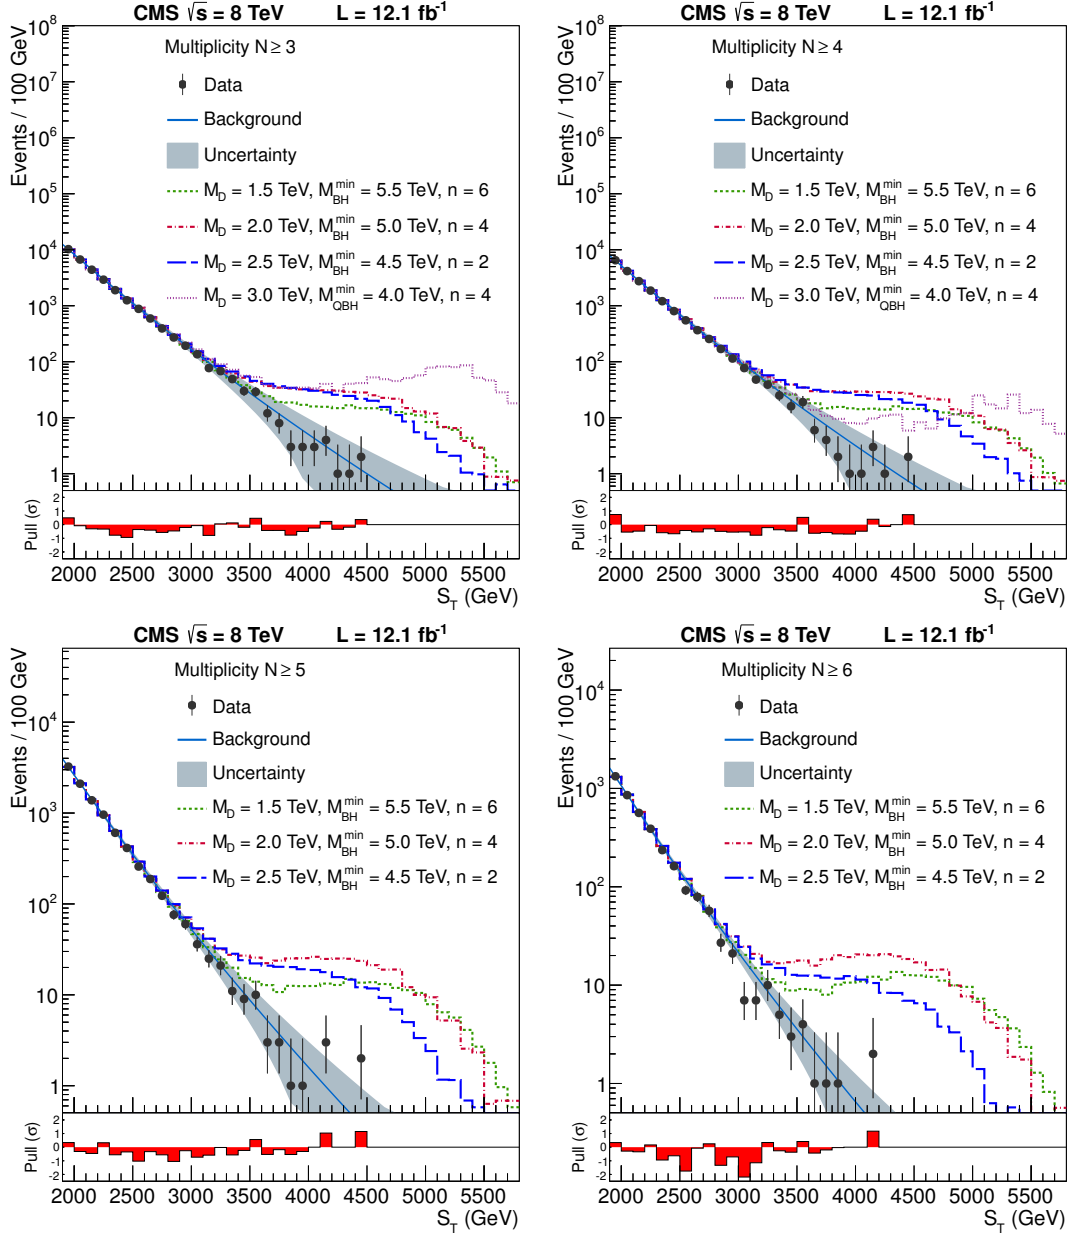 CMS √s = 8 TeV L = 12.1 fb⁻¹
Events / 100 GeV
10⁸
10⁷
10⁶
10⁵
10⁴
10³
10²
10
1
Multiplicity N ≥ 3
Data
Background
Uncertainty
M_D = 1.5 TeV, M_BH^min = 5.5 TeV, n = 6
M_D = 2.0 TeV, M_BH^min = 5.0 TeV, n = 4
M_D = 2.5 TeV, M_BH^min = 4.5 TeV, n = 2
M_D = 3.0 TeV, M_QBH^min = 4.0 TeV, n = 4
Pull (σ)
2
1
0
-1
-2
2000 2500 3000 3500 4000 4500 5000 5500
S_T (GeV)
CMS √s = 8 TeV L = 12.1 fb⁻¹
Events / 100 GeV
10⁸
10⁷
10⁶
10⁵
10⁴
10³
10²
10
1
Multiplicity N ≥ 4
Data
Background
Uncertainty
M_D = 1.5 TeV, M_BH^min = 5.5 TeV, n = 6
M_D = 2.0 TeV, M_BH^min = 5.0 TeV, n = 4
M_D = 2.5 TeV, M_BH^min = 4.5 TeV, n = 2
M_D = 3.0 TeV, M_QBH^min = 4.0 TeV, n = 4
Pull (σ)
2
1
0
-1
-2
2000 2500 3000 3500 4000 4500 5000 5500
S_T (GeV)
CMS √s = 8 TeV L = 12.1 fb⁻¹
Events / 100 GeV
10⁴
10³
10²
10
1
Multiplicity N ≥ 5
Data
Background
Uncertainty
M_D = 1.5 TeV, M_BH^min = 5.5 TeV, n = 6
M_D = 2.0 TeV, M_BH^min = 5.0 TeV, n = 4
M_D = 2.5 TeV, M_BH^min = 4.5 TeV, n = 2
Pull (σ)
2
1
0
-1
-2
2000 2500 3000 3500 4000 4500 5000 5500
S_T (GeV)
CMS √s = 8 TeV L = 12.1 fb⁻¹
Events / 100 GeV
10⁴
10³
10²
10
1
Multiplicity N ≥ 6
Data
Background
Uncertainty
M_D = 1.5 TeV, M_BH^min = 5.5 TeV, n = 6
M_D = 2.0 TeV, M_BH^min = 5.0 TeV, n = 4
M_D = 2.5 TeV, M_BH^min = 4.5 TeV, n = 2
Pull (σ)
2
1
0
-1
-2
2000 2500 3000 3500 4000 4500 5000 5500
S_T (GeV)